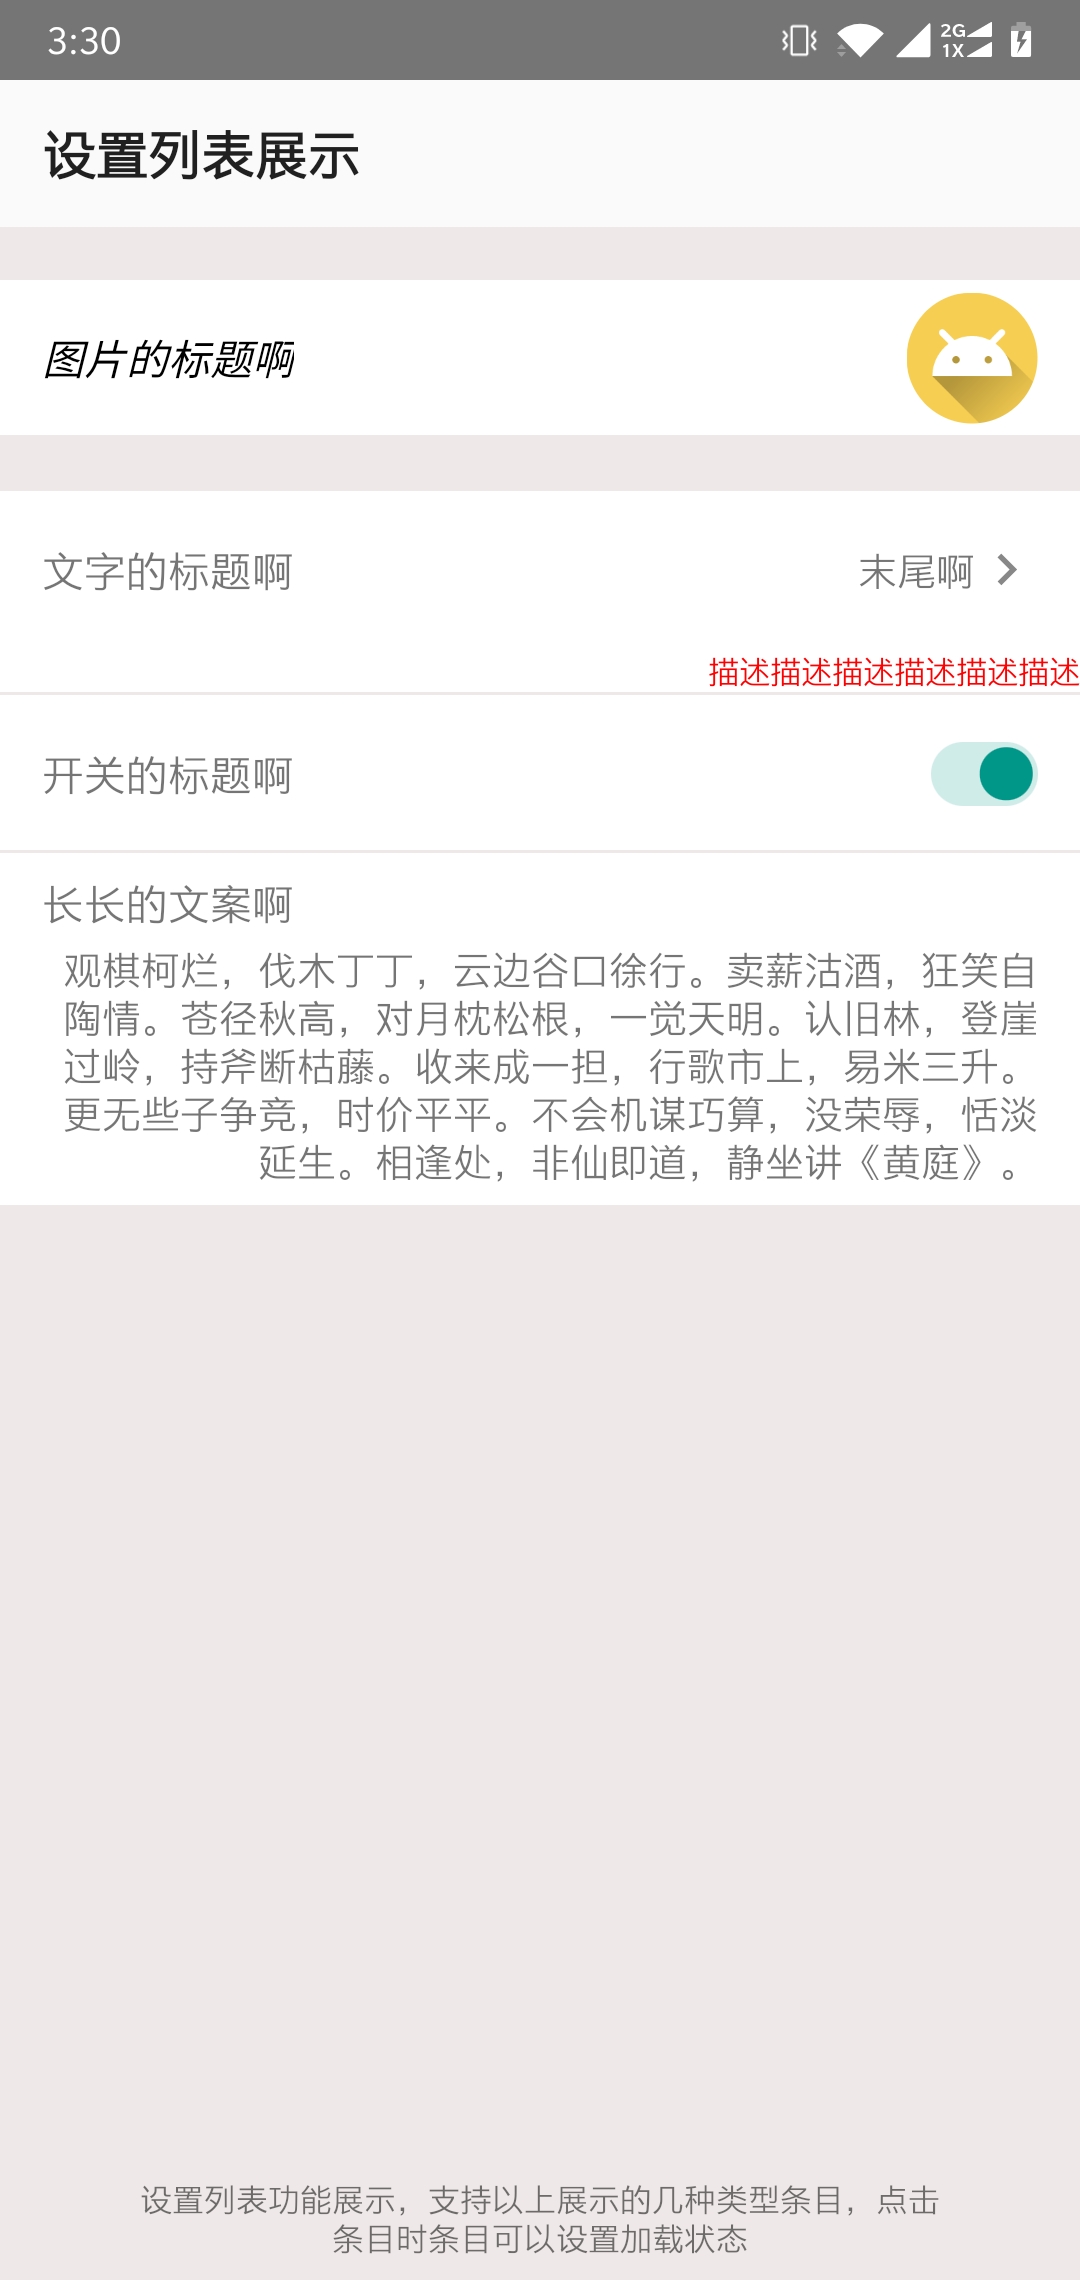 3:30
2G
1X
设置列表展示
图片的标题啊
文字的标题啊
末尾啊
描述描述描述描述描述描述
开关的标题啊
长长的文案啊
观棋柯烂，伐木丁丁，云边谷口徐行。卖薪沽酒，狂笑自
陶情。苍径秋高，对月枕松根，一觉天明。认旧林，登崖
过岭，持斧断枯藤。收来成一担，行歌市上，易米三升。
更无些子争竞，时价平平。不会机谋巧算，没荣辱，恬淡
延生。相逢处，非仙即道，静坐讲《黄庭》。
设置列表功能展示，支持以上展示的几种类型条目，点击
条目时条目可以设置加载状态